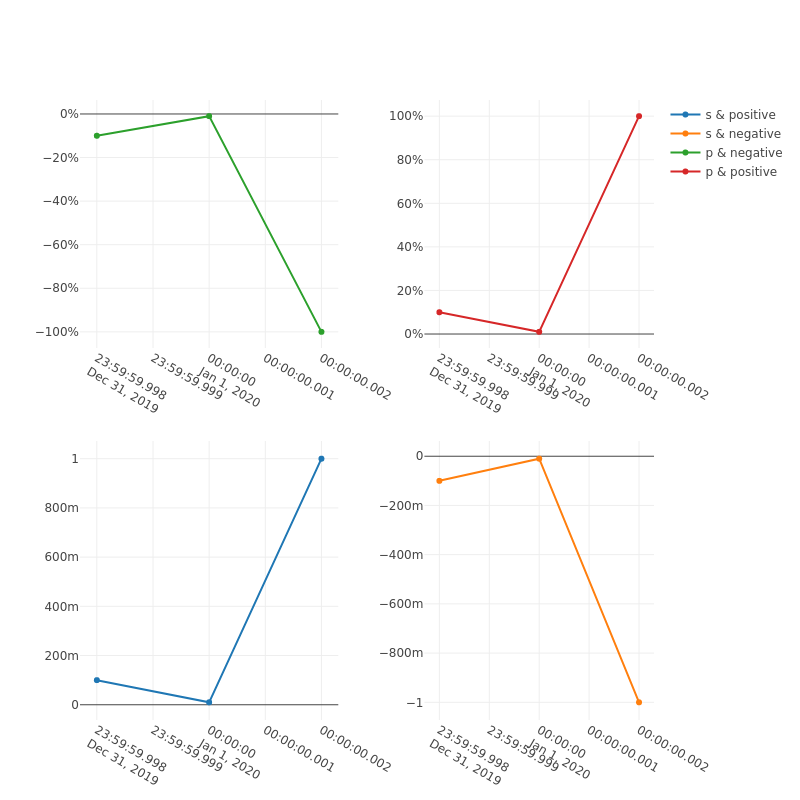 0%
−20%
−40%
−60%
−80%
−100%
23:59:59.998
Dec 31, 2019
23:59:59.999
00:00:00
Jan 1, 2020
00:00:00.001
00:00:00.002
100%
80%
60%
40%
20%
0%
23:59:59.998
Dec 31, 2019
23:59:59.999
00:00:00
Jan 1, 2020
00:00:00.001
00:00:00.002
s & positive
s & negative
p & negative
p & positive
1
800m
600m
400m
200m
0
23:59:59.998
Dec 31, 2019
23:59:59.999
00:00:00
Jan 1, 2020
00:00:00.001
00:00:00.002
0
−200m
−400m
−600m
−800m
−1
23:59:59.998
Dec 31, 2019
23:59:59.999
00:00:00
Jan 1, 2020
00:00:00.001
00:00:00.002